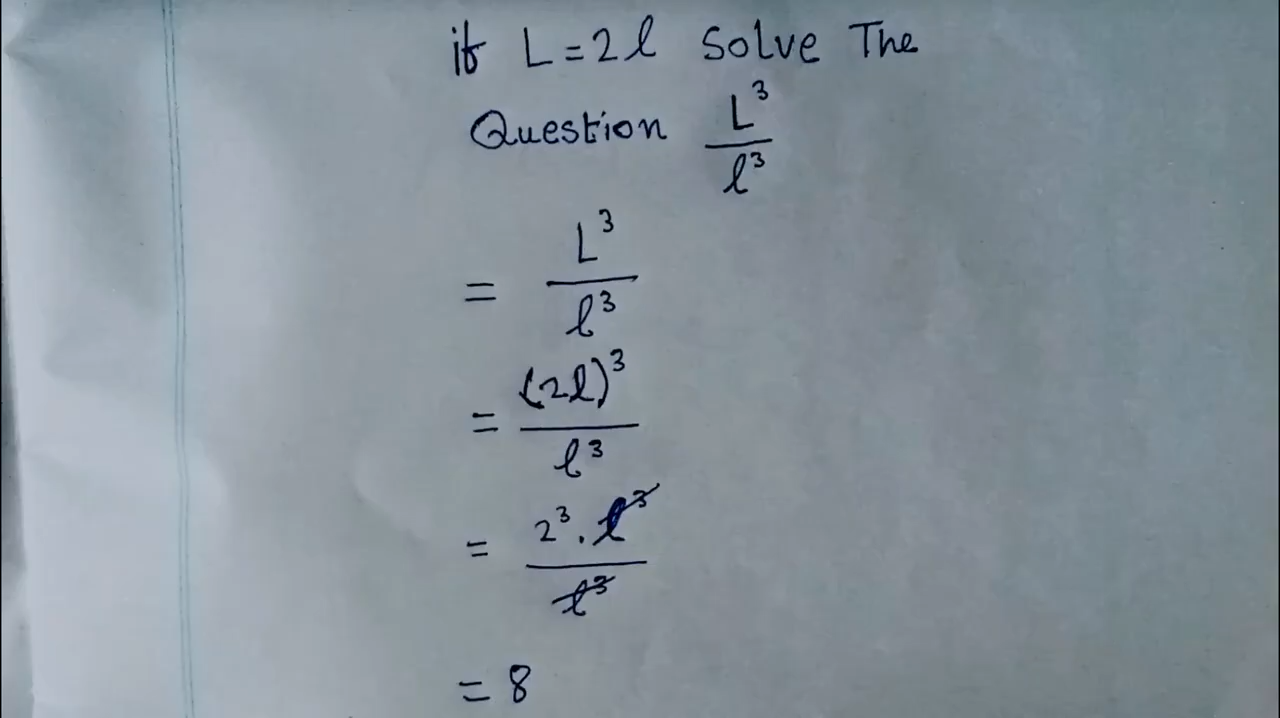 if L = 2l Solve The
Question L³/l³
= L³/l³
= (2l)³/l³
= 2³ . l³/l³
= 8